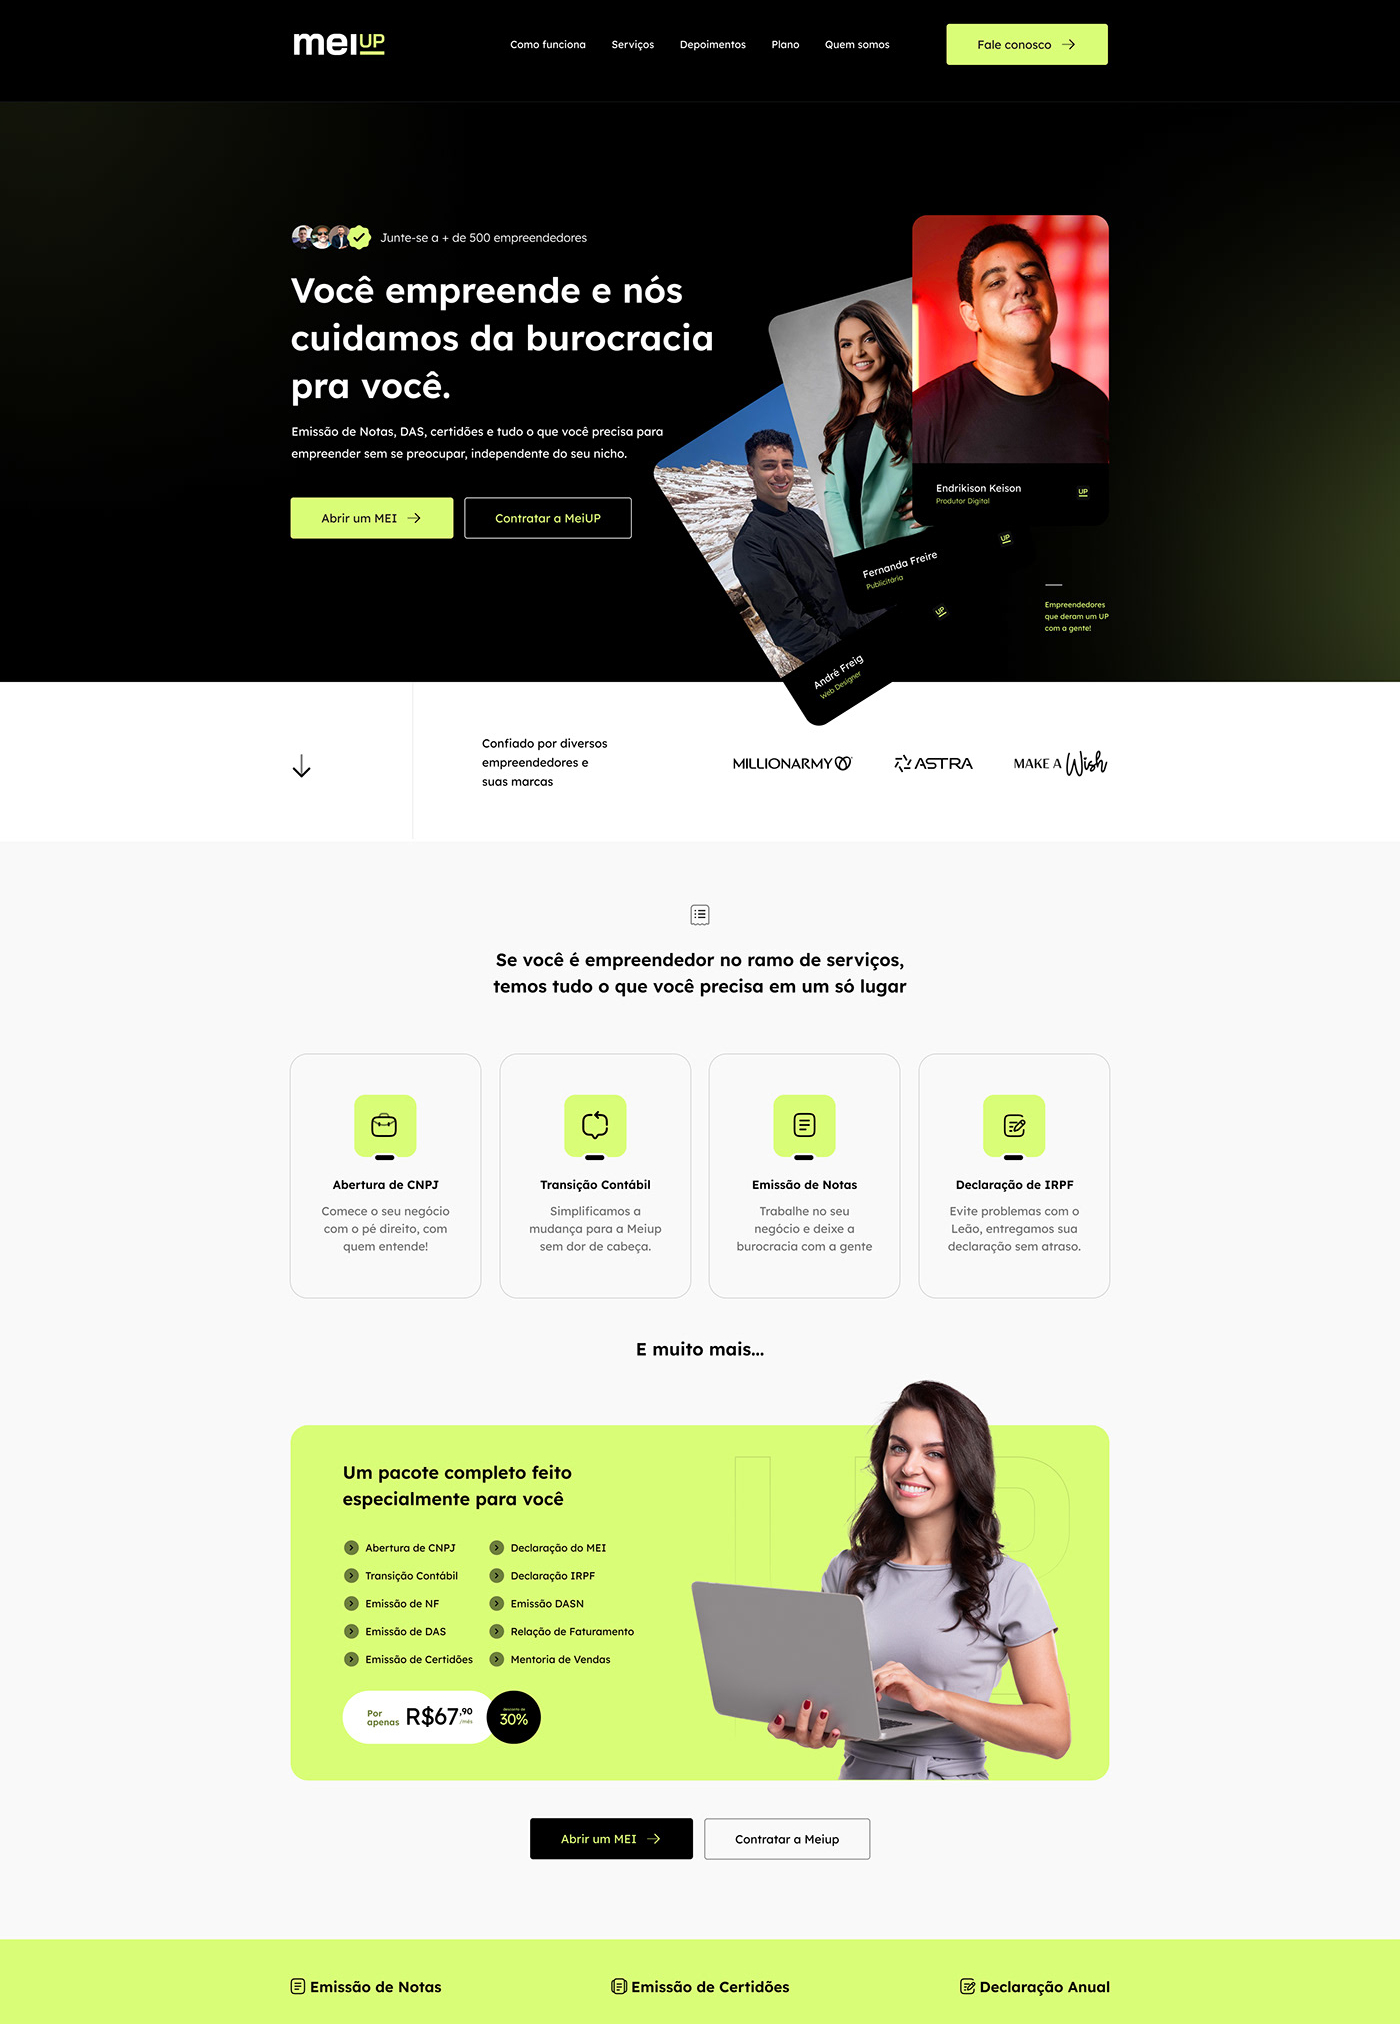 meiUP
Como funciona
Serviços
Depoimentos
Plano
Quem somos
Fale conosco
Junte-se a + de 500 empreendedores
Você empreende e nós
cuidamos da burocracia
pra você.
Emissão de Notas, DAS, certidões e tudo o que você precisa para
empreender sem se preocupar, independente do seu nicho.
Abrir um MEI
Contratar a MeiUP
Endrikison Keison
Produtor Digital
UP
Fernanda Freire
Publicitária
UP
André Freig
Web Designer
UP
Empreendedores
que deram um UP
com a gente!
Confiado por diversos
empreendedores e
suas marcas
MILLIONARMY
ASTRA
MAKE A Wish
Se você é empreendedor no ramo de serviços,
temos tudo o que você precisa em um só lugar
Abertura de CNPJ
Comece o seu negócio
com o pé direito, com
quem entende!
Transição Contábil
Simplificamos a
mudança para a Meiup
sem dor de cabeça.
Emissão de Notas
Trabalhe no seu
negócio e deixe a
burocracia com a gente
Declaração de IRPF
Evite problemas com o
Leão, entregamos sua
declaração sem atraso.
E muito mais...
Um pacote completo feito
especialmente para você
Abertura de CNPJ
Transição Contábil
Emissão de NF
Emissão de DAS
Emissão de Certidões
Declaração do MEI
Declaração IRPF
Emissão DASN
Relação de Faturamento
Mentoria de Vendas
Por
apenas
R$67,90
/mês
desconto de
30%
UP
Abrir um MEI
Contratar a Meiup
Emissão de Notas
Emissão de Certidões
Declaração Anual